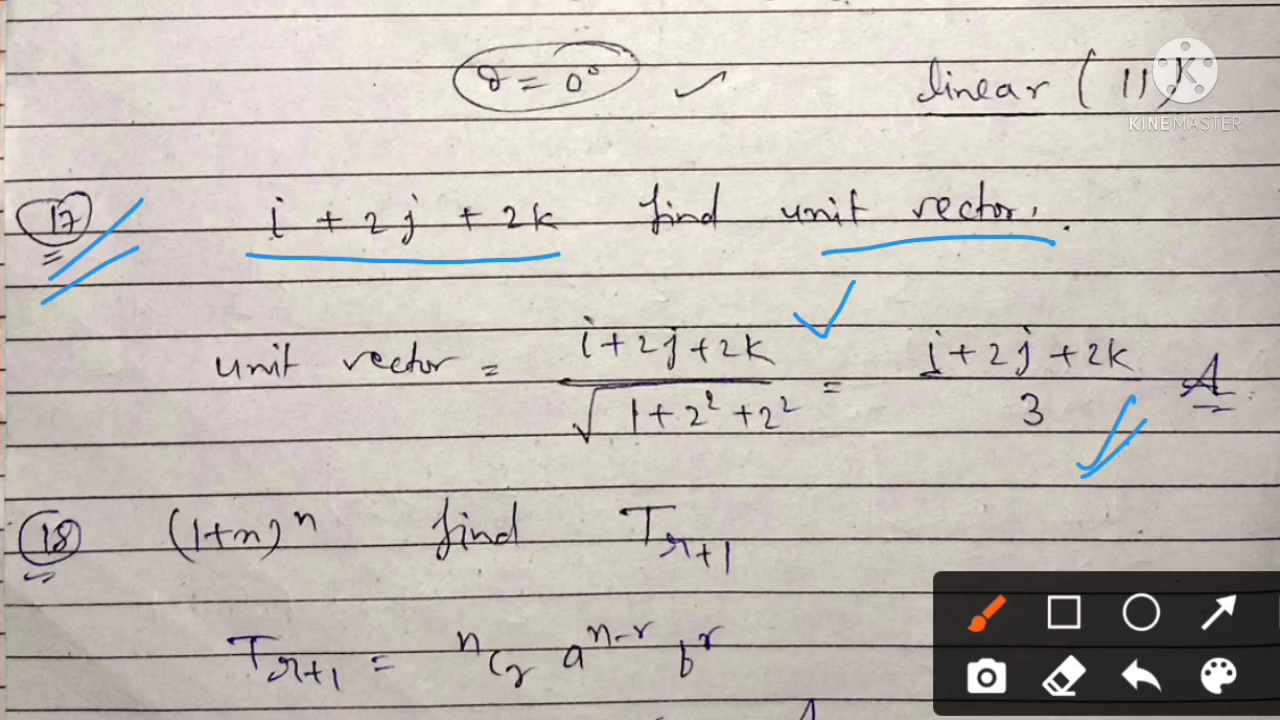 θ = 0° ✓ linear ( 11 )
KINEMASTER
17 i + 2j + 2k find unit vector.
unit vector = i+2j+2k / √1+2²+2² = i+2j+2k / 3 A
18 (1+n)ⁿ find Tr+1
Tr+1 = ⁿCr aⁿ⁻ʳ bʳ